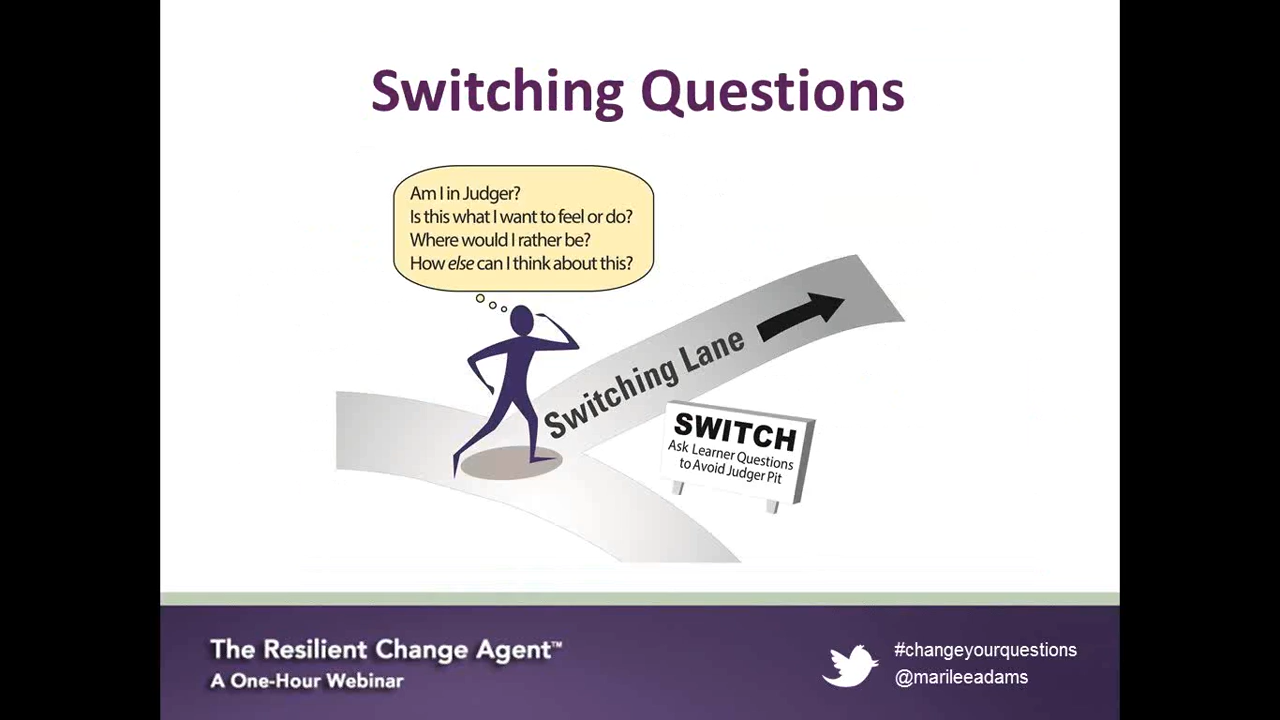 Switching Questions
Am I in Judger?
Is this what I want to feel or do?
Where would I rather be?
How else can I think about this?
Switching Lane
SWITCH
Ask Learner Questions
to Avoid Judger Pit
The Resilient Change Agent™
A One-Hour Webinar
#changeyourquestions
@marileeadams